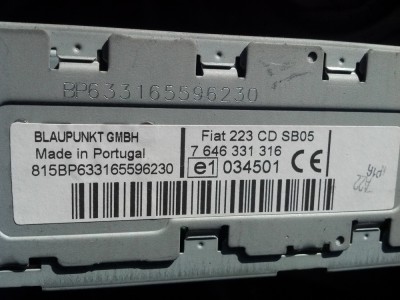 BP633165596230
BLAUPUNKT GMBH
Made in Portugal
815BP633165596230
Fiat 223 CD SB05
7 646 331 316
e1 034501 CE